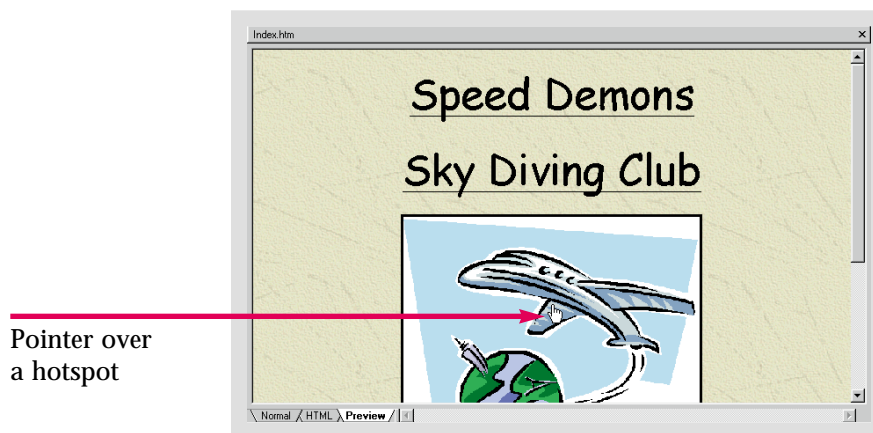 Index.htm
Speed Demons
Sky Diving Club
Pointer over
a hotspot
Normal HTML Preview